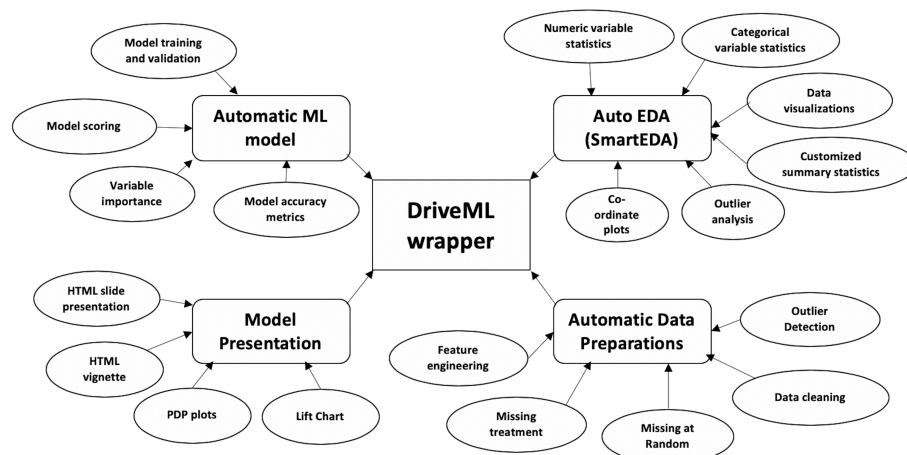 Model training
and validation
Model scoring
Variable
importance
Model accuracy
metrics
Automatic ML
model
Numeric variable
statistics
Categorical
variable statistics
Data
visualizations
Customized
summary statistics
Outlier
analysis
Co-
ordinate
plots
Auto EDA
(SmartEDA)
DriveML
wrapper
HTML slide
presentation
HTML
vignette
PDP plots
Lift Chart
Model
Presentation
Feature
engineering
Missing
treatment
Missing at
Random
Data cleaning
Outlier
Detection
Automatic Data
Preparations